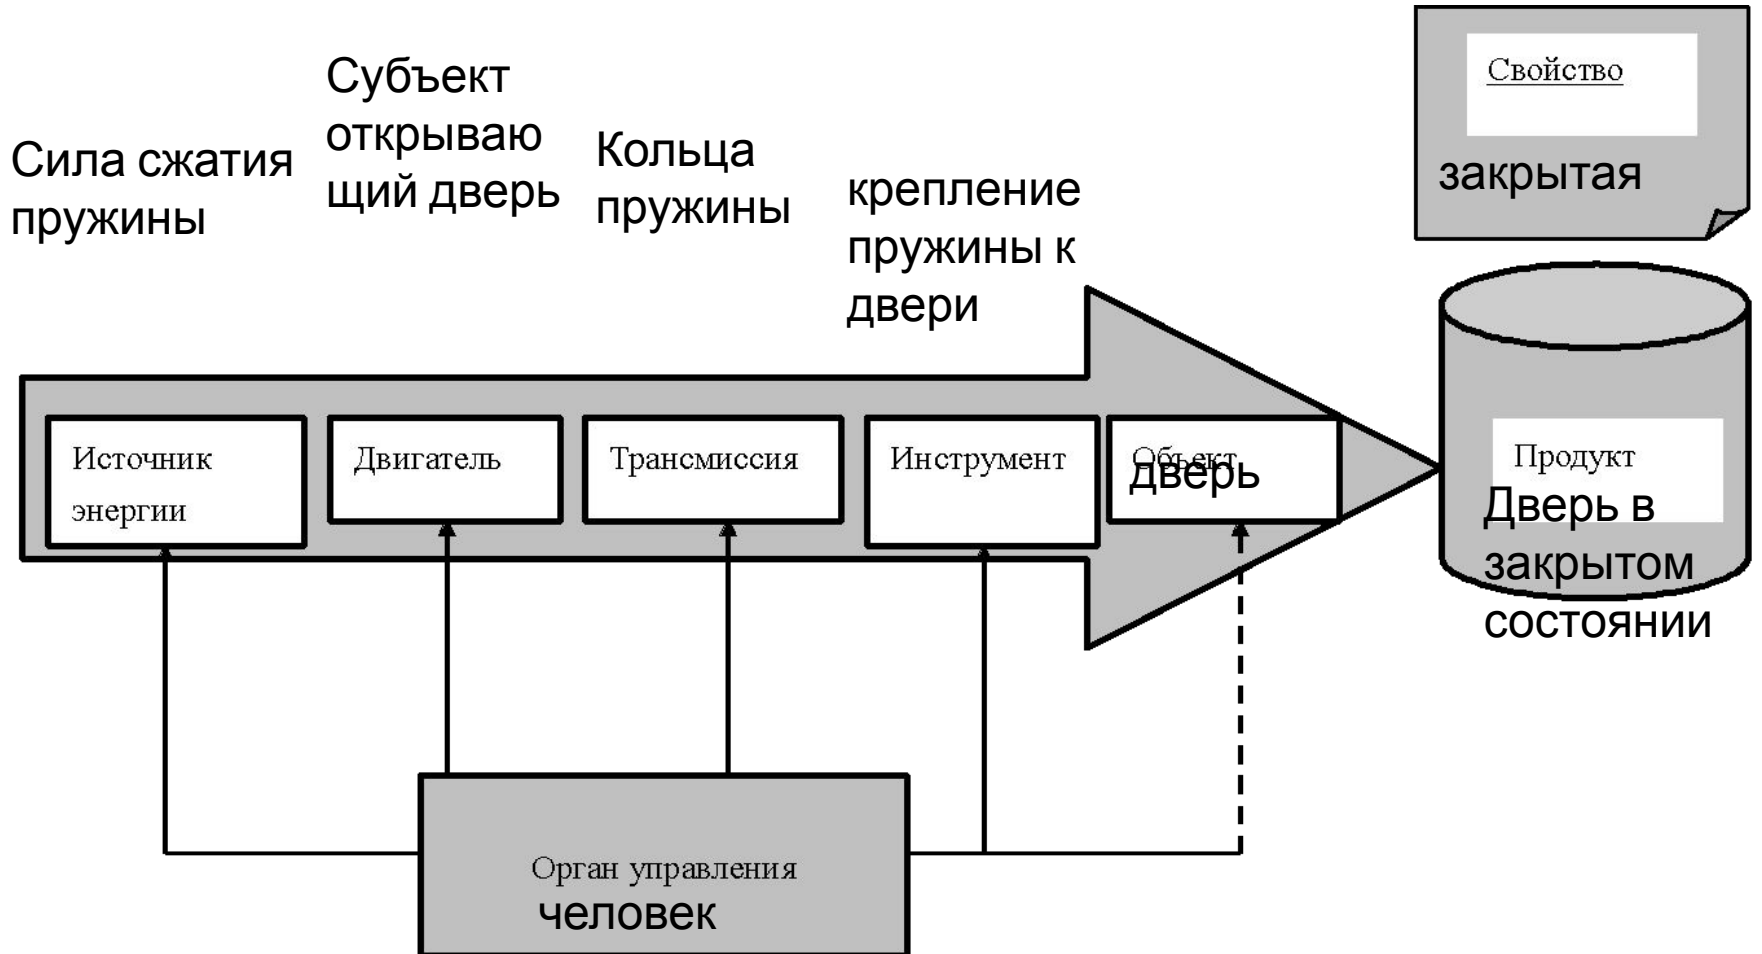 Сила сжатия
пружины
Субъект
открываю
щий дверь
Кольца
пружины
крепление
пружины к
двери
Свойство
закрытая
Источник
энергии
Двигатель
Трансмиссия
Инструмент
Объект
дверь
Продукт
Дверь в
закрытом
состоянии
Орган управления
человек